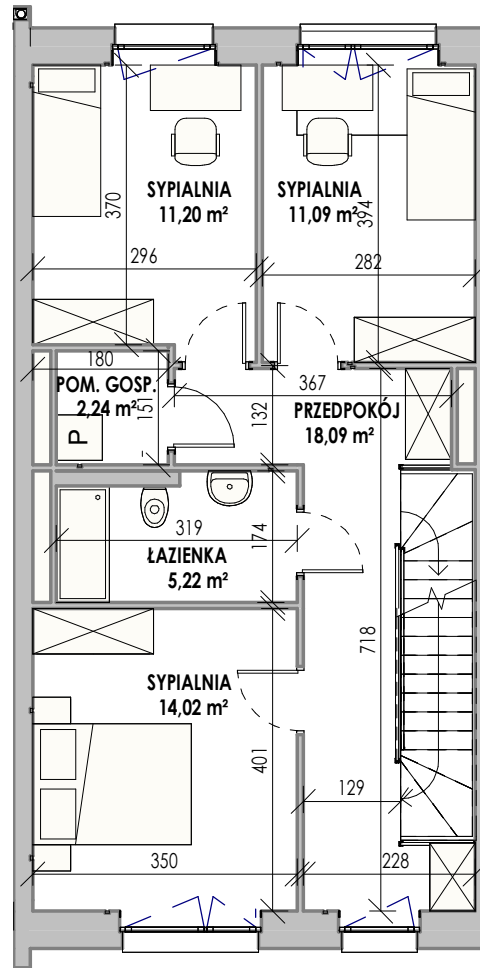 SYPIALNIA
11,20 m²
SYPIALNIA
11,09 m²
370
394
296
282
180
POM. GOSP.
2,24 m²
151
P
367
132
PRZEDPOKÓJ
18,09 m²
319
174
ŁAZIENKA
5,22 m²
718
SYPIALNIA
14,02 m²
401
129
350
228